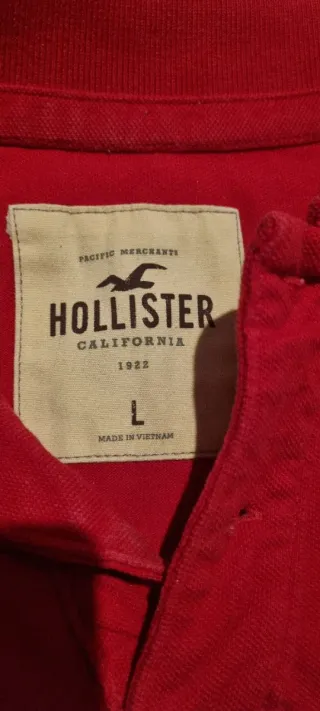 PACIFIC MERCHANTS
HOLLISTER
CALIFORNIA
1922
L
MADE IN VIETNAM